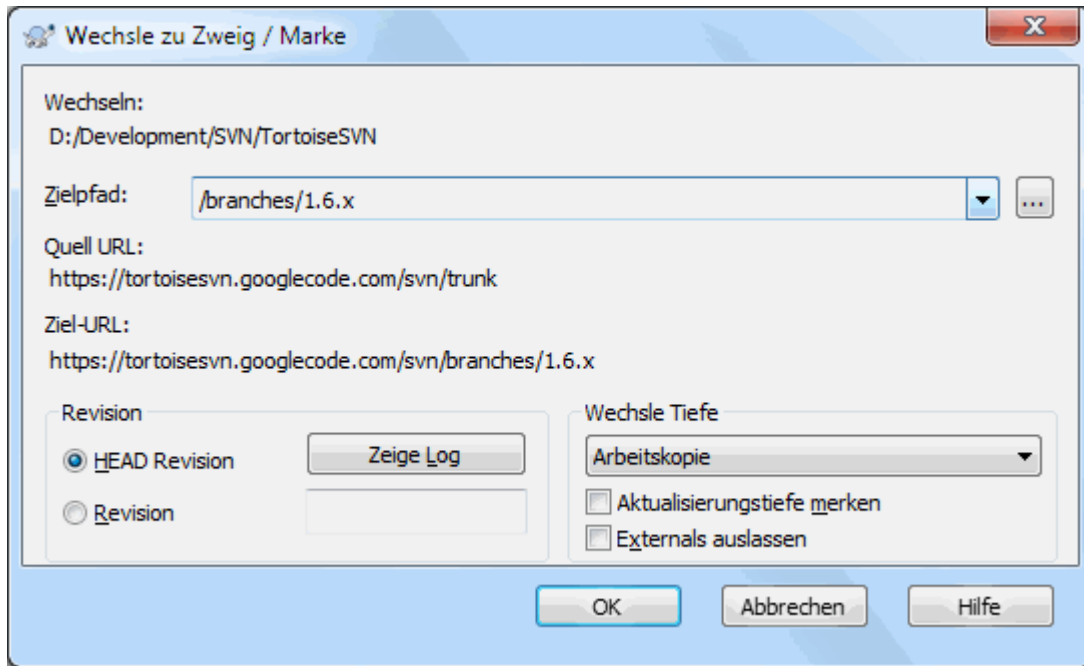 Wechsle zu Zweig / Marke
Wechseln:
D:/Development/SVN/TortoiseSVN
Zielpfad: /branches/1.6.x ...
Quell URL:
https://tortoisesvn.googlecode.com/svn/trunk
Ziel-URL:
https://tortoisesvn.googlecode.com/svn/branches/1.6.x
Revision
HEAD Revision Zeige Log
Revision
Wechsle Tiefe
Arbeitskopie
Aktualisierungstiefe merken
Externals auslassen
OK Abbrechen Hilfe